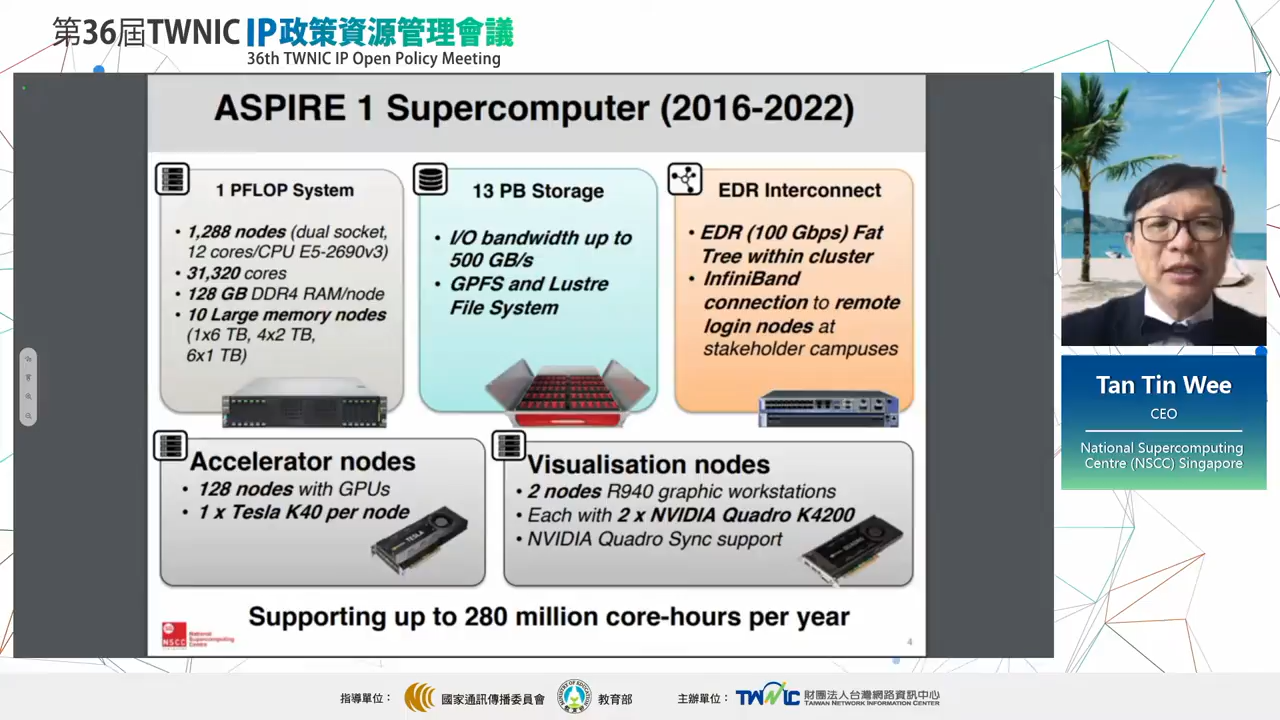 第36屆TWNIC IP政策資源管理會議
36th TWNIC IP Open Policy Meeting
ASPIRE 1 Supercomputer (2016-2022)
1 PFLOP System
• 1,288 nodes (dual socket,
12 cores/CPU E5-2690v3)
• 31,320 cores
• 128 GB DDR4 RAM/node
• 10 Large memory nodes
(1x6 TB, 4x2 TB,
6x1 TB)
13 PB Storage
• I/O bandwidth up to
500 GB/s
• GPFS and Lustre
File System
EDR Interconnect
• EDR (100 Gbps) Fat
Tree within cluster
• InfiniBand
connection to remote
login nodes at
stakeholder campuses
Accelerator nodes
• 128 nodes with GPUs
• 1 x Tesla K40 per node
TESLA
Visualisation nodes
• 2 nodes R940 graphic workstations
• Each with 2 x NVIDIA Quadro K4200
• NVIDIA Quadro Sync support
QUADRO
Supporting up to 280 million core-hours per year
NSCC
National
Supercomputing
Centre
4
Tan Tin Wee
CEO
National Supercomputing
Centre (NSCC) Singapore
指導單位：
國家通訊傳播委員會
教育部
主辦單位：
TWNIC
財團法人台灣網路資訊中心
TAIWAN NETWORK INFORMATION CENTER